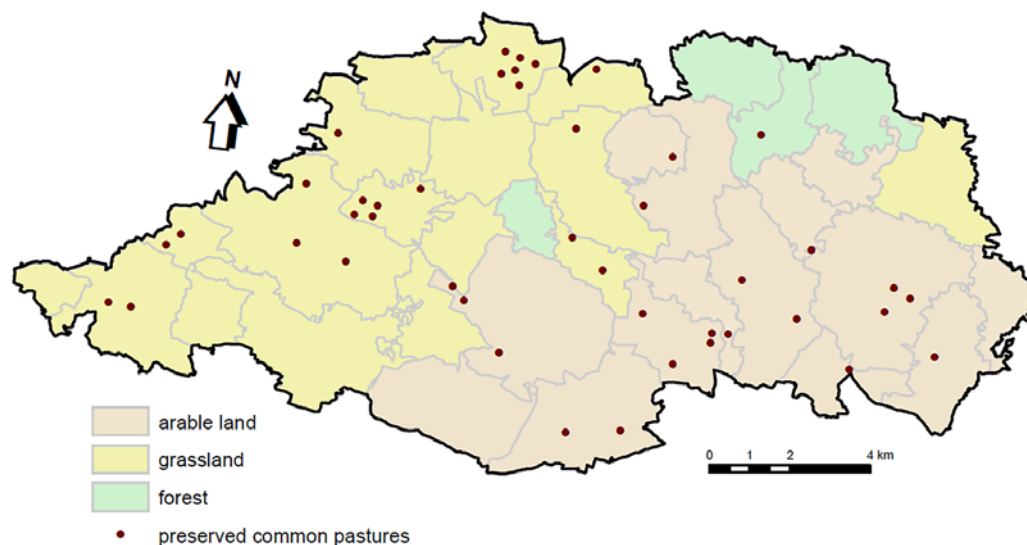 N
arable land
grassland
forest
preserved common pastures
0 1 2 4 km